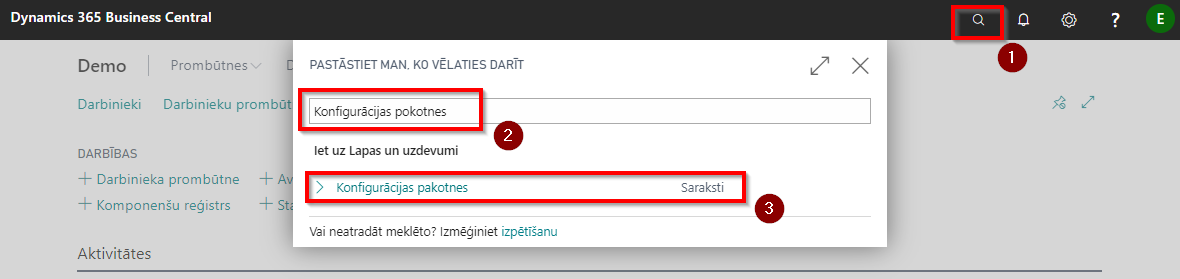 Dynamics 365 Business Central
? E
1
Demo Prombūtnes D
PASTĀSTIET MAN, KO VĒLATIES DARĪT
Darbinieki Darbinieku prombūt
Konfigurācijas pokotnes
2
DARBĪBAS
Iet uz Lapas un uzdevumi
+ Darbinieka prombūtne + Av
Konfigurācijas pakotnes Saraksti
3
+ Komponenšu reģistrs + Sta
Vai neatradāt meklēto? Izmēģiniet izpētīšanu
Aktivitātes